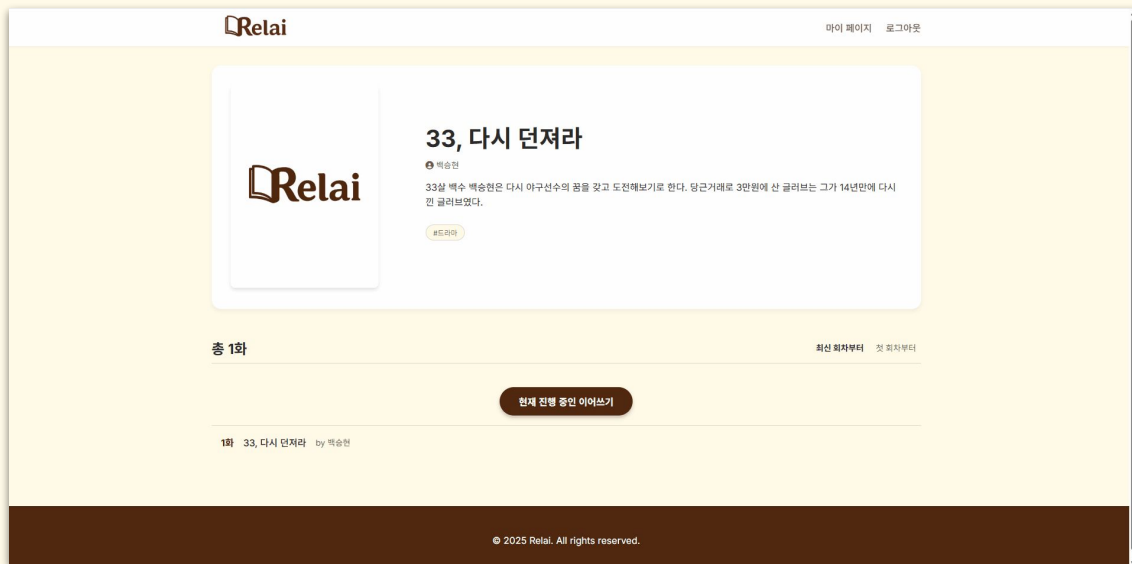 Relai
마이 페이지 로그아웃
Relai
33, 다시 던져라
백승현
33살 백수 백승현은 다시 야구선수의 꿈을 갖고 도전해보기로 한다. 당근거래로 3만원에 산 글러브는 그가 14년만에 다시
낀 글러브였다.
#드라마
총 1화
최신 회차부터 첫 회차부터
현재 진행 중인 이어쓰기
1화 33, 다시 던져라 by 백승현
© 2025 Relai. All rights reserved.